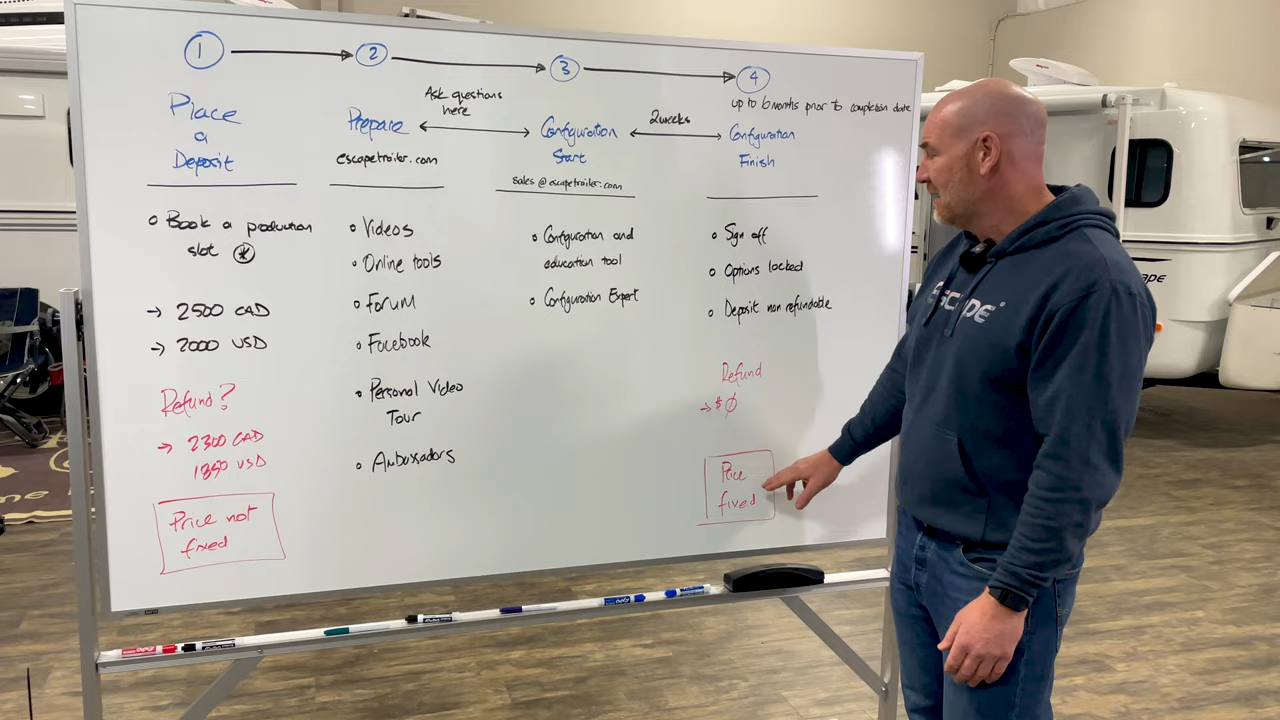 1
Place
a
Deposit
Book a production
slot *
→ 2500 CAD
→ 2000 USD
Refund?
→ 2300 CAD
1850 USD
Price not
fixed
2
Prepare
escapetrailer.com
Videos
Online tools
Forum
Facebook
Personal Video
Tour
Ambassadors
Ask questions
here
3
Configuration
Start
sales@escapetrailer.com
Configuration and
education tool
Configuration Expert
2 weeks
4
up to 6 months prior to completion date
Configuration
Finish
Sign off
Options locked
Deposit non refundable
Refund
→ $0
Price
fixed
ESCAPE